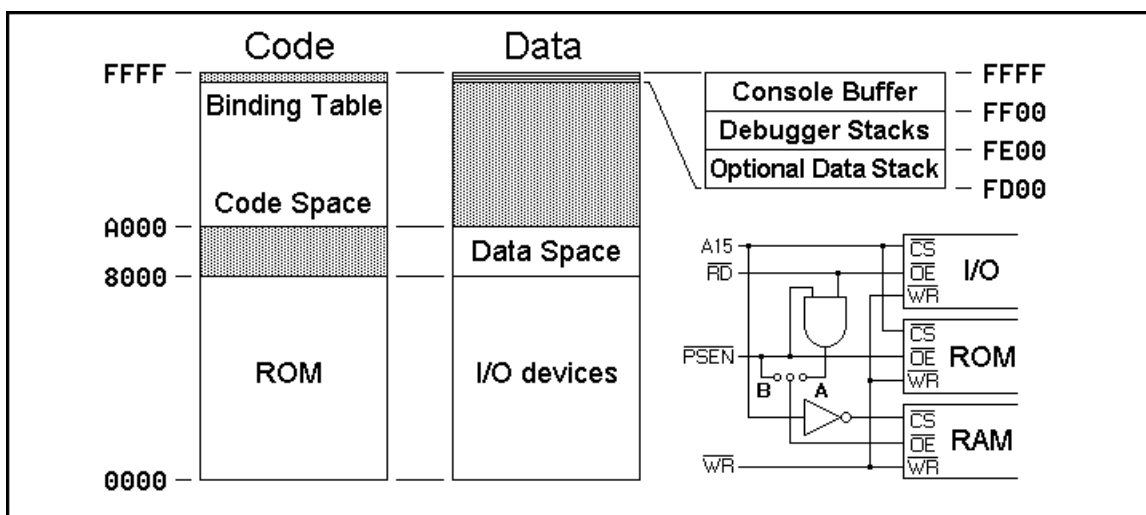 Code Data
FFFF FFFF
Binding Table Console Buffer
FF00
Debugger Stacks
FE00
Optional Data Stack
FD00
Code Space
A000
Data Space
8000
ROM I/O devices
0000
A15 CS
RD OE I/O
WR
CS
PSEN OE ROM
B A WR
CS
OE RAM
WR WR